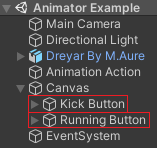 Animator Example
Main Camera
Directional Light
Dreyar By M.Aure
Animation Action
Canvas
Kick Button
Running Button
EventSystem